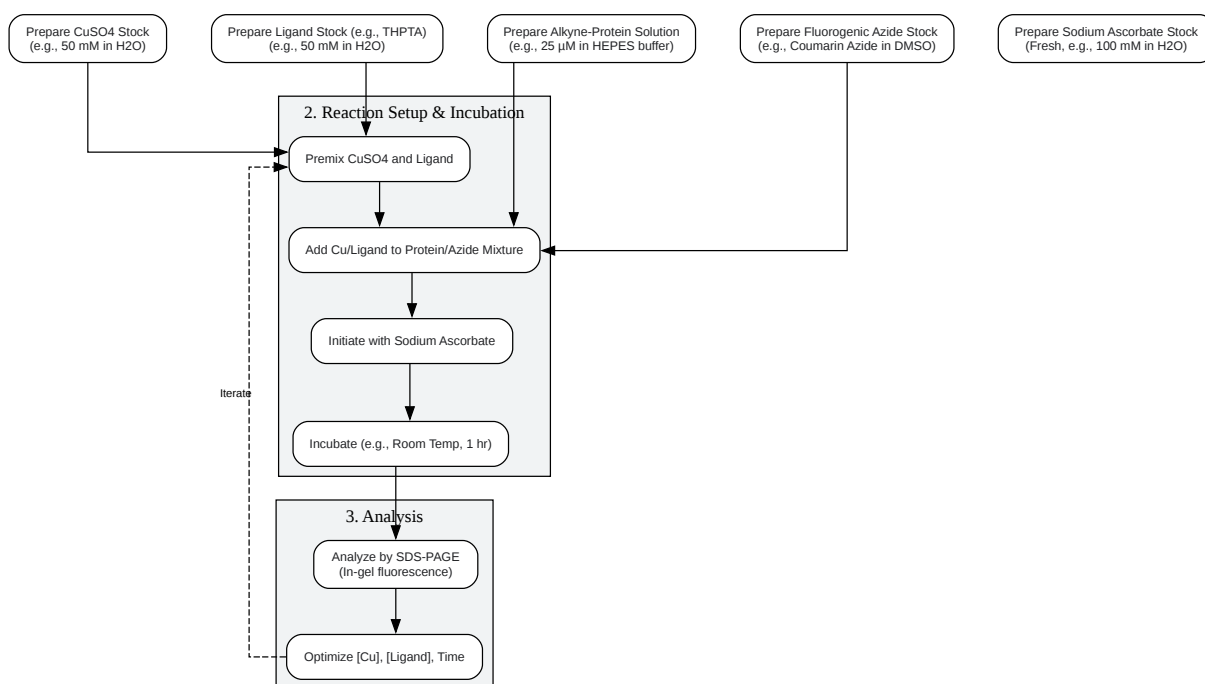 Prepare CuSO4 Stock
(e.g., 50 mM in H2O)
Prepare Ligand Stock (e.g., THPTA)
(e.g., 50 mM in H2O)
Prepare Alkyne-Protein Solution
(e.g., 25 µM in HEPES buffer)
Prepare Fluorogenic Azide Stock
(e.g., Coumarin Azide in DMSO)
Prepare Sodium Ascorbate Stock
(Fresh, e.g., 100 mM in H2O)
2. Reaction Setup & Incubation
Premix CuSO4 and Ligand
Add Cu/Ligand to Protein/Azide Mixture
Initiate with Sodium Ascorbate
Iterate
Incubate (e.g., Room Temp, 1 hr)
3. Analysis
Analyze by SDS-PAGE
(In-gel fluorescence)
Optimize [Cu], [Ligand], Time